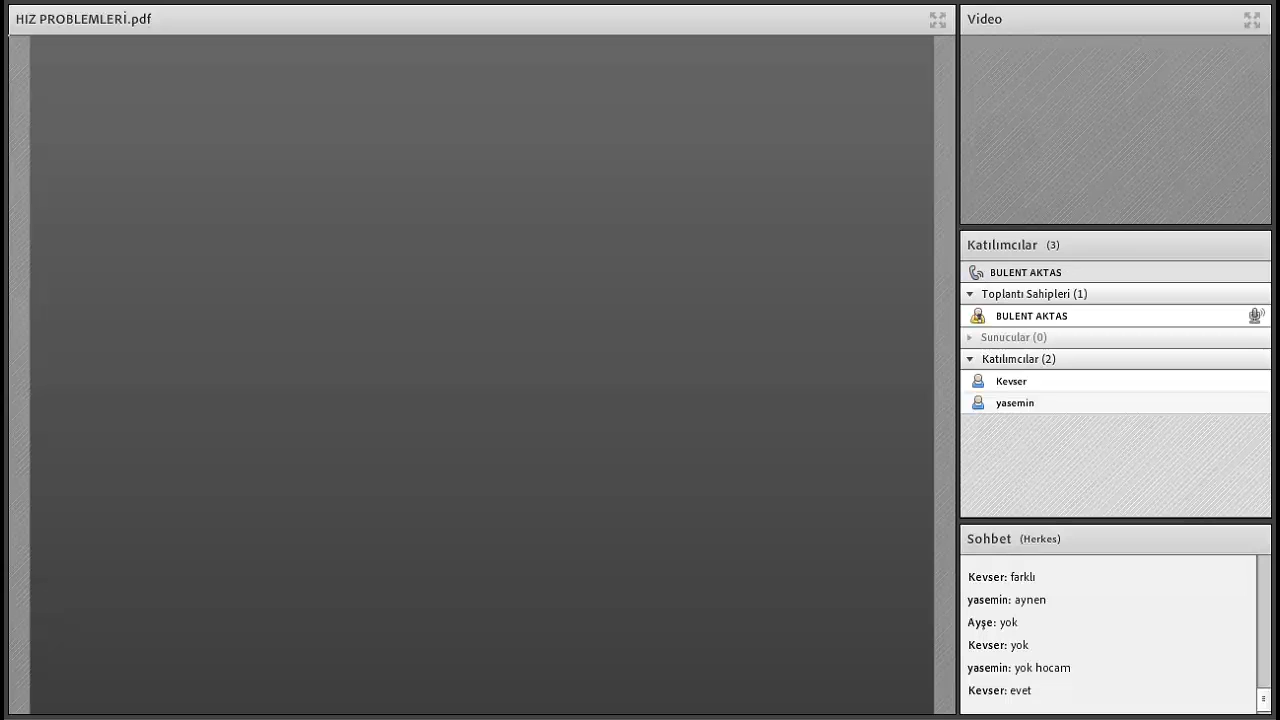 HIZ PROBLEMLERİ.pdf
Video
Katılımcılar (3)
BULENT AKTAS
Toplantı Sahipleri (1)
BULENT AKTAS
Sunucular (0)
Katılımcılar (2)
Kevser
yasemin
Sohbet (Herkes)
Kevser: farklı
yasemin: aynen
Ayşe: yok
Kevser: yok
yasemin: yok hocam
Kevser: evet